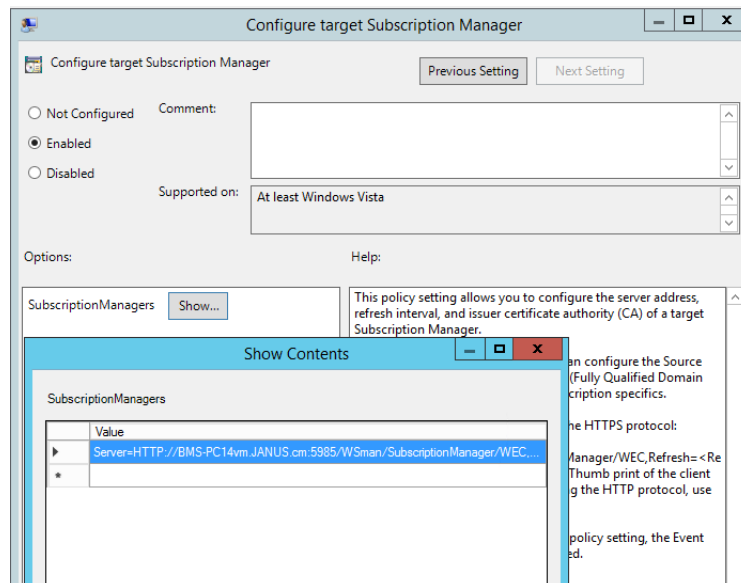 Configure target Subscription Manager
Configure target Subscription Manager
Previous Setting
Next Setting
Not Configured
Comment:
Enabled
Disabled
Supported on:
At least Windows Vista
Options:
Help:
SubscriptionManagers
Show...
This policy setting allows you to configure the server address,
refresh interval, and issuer certificate authority (CA) of a target
Subscription Manager.
Show Contents
SubscriptionManagers
Value
Server=HTTP://BMS-PC14vm.JANUS.cm:5985/WSman/SubscriptionManager/WEC,...
*
an configure the Source
(Fully Qualified Domain
cription specifics.
he HTTPS protocol:
Manager/WEC,Refresh=<Re
Thumb print of the client
g the HTTP protocol, use
policy setting, the Event
ed.